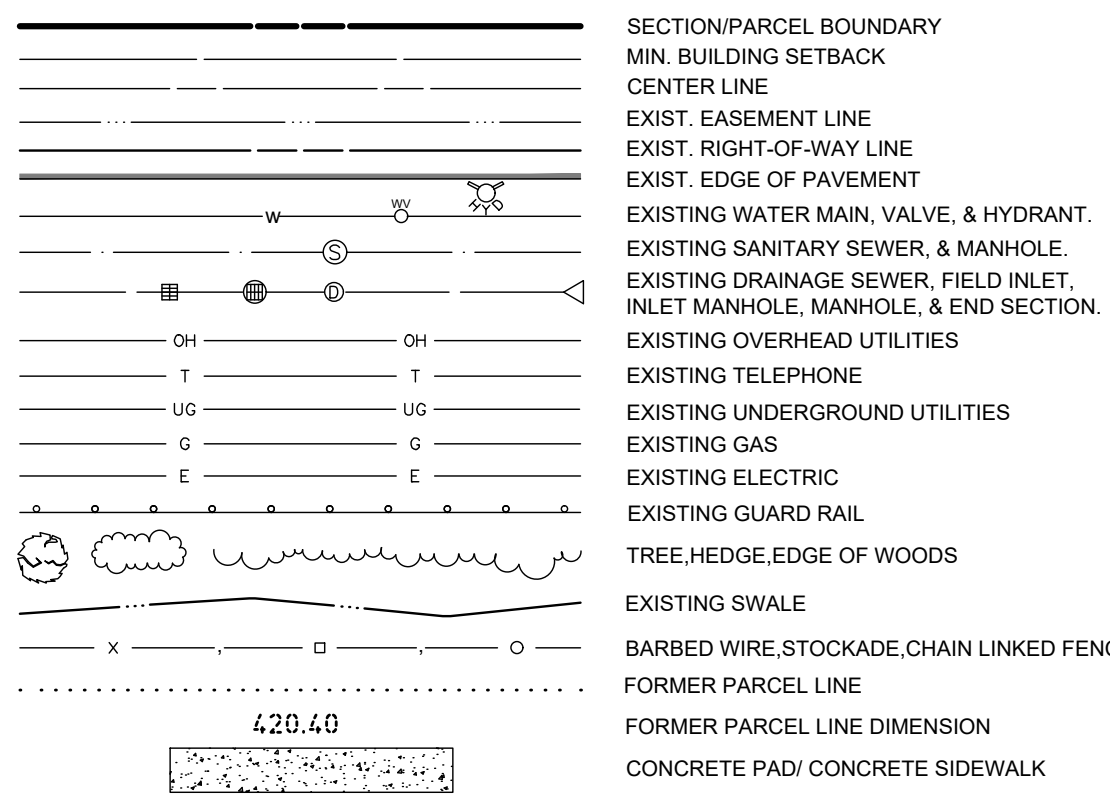 SECTION/PARCEL BOUNDARY
MIN. BUILDING SETBACK
CENTER LINE
EXIST. EASEMENT LINE
EXIST. RIGHT-OF-WAY LINE
EXIST. EDGE OF PAVEMENT
W WV HYD EXISTING WATER MAIN, VALVE, & HYDRANT.
S EXISTING SANITARY SEWER, & MANHOLE.
D EXISTING DRAINAGE SEWER, FIELD INLET,
INLET MANHOLE, MANHOLE, & END SECTION.
OH OH EXISTING OVERHEAD UTILITIES
T T EXISTING TELEPHONE
UG UG EXISTING UNDERGROUND UTILITIES
G G EXISTING GAS
E E EXISTING ELECTRIC
EXISTING GUARD RAIL
TREE,HEDGE,EDGE OF WOODS
EXISTING SWALE
X , , BARBED WIRE,STOCKADE,CHAIN LINKED
FORMER PARCEL LINE
420.40 FORMER PARCEL LINE DIMENSION
CONCRETE PAD/ CONCRETE SIDEWALK